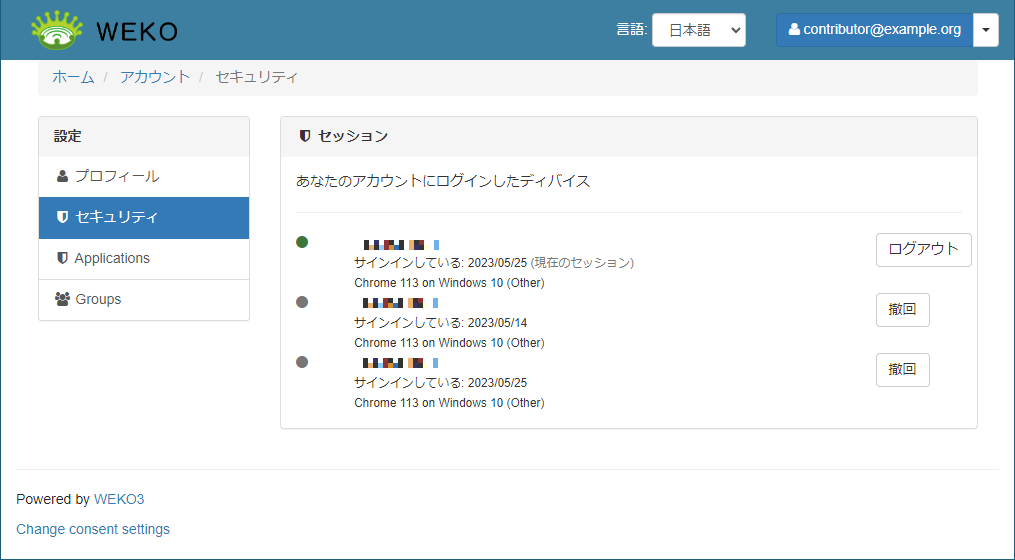 WEKO
言語: 日本語
contributor@example.org
ホーム / アカウント / セキュリティ
設定
プロフィール
セキュリティ
Applications
Groups
セッション
あなたのアカウントにログインしたディバイス
サインインしている: 2023/05/25 (現在のセッション)
Chrome 113 on Windows 10 (Other)
ログアウト
サインインしている: 2023/05/14
Chrome 113 on Windows 10 (Other)
撤回
サインインしている: 2023/05/25
Chrome 113 on Windows 10 (Other)
撤回
Powered by WEKO3
Change consent settings